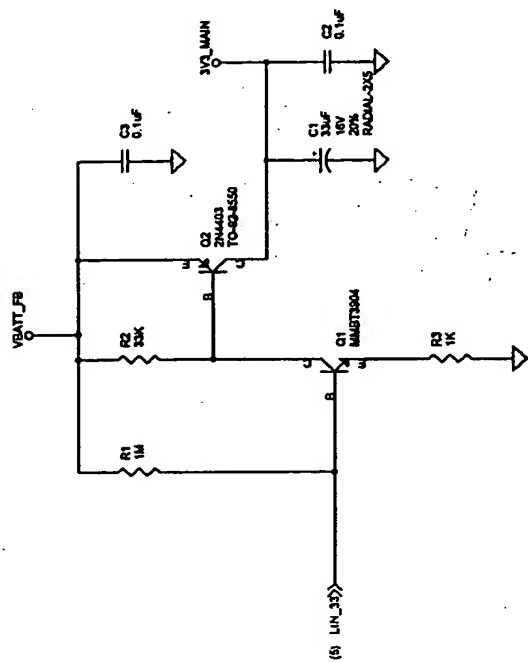 VBATT_FB
R1
1M
R2
33K
C3
0.1uF
E
B
C
Q2
2N4403
TO-92-8550
3V3_MAIN
C1
33uF
16V
20%
RADIAL-2X5
+
C2
0.1uF
(5) LIN_33
B
C
E
Q1
MMBT3904
R3
1K